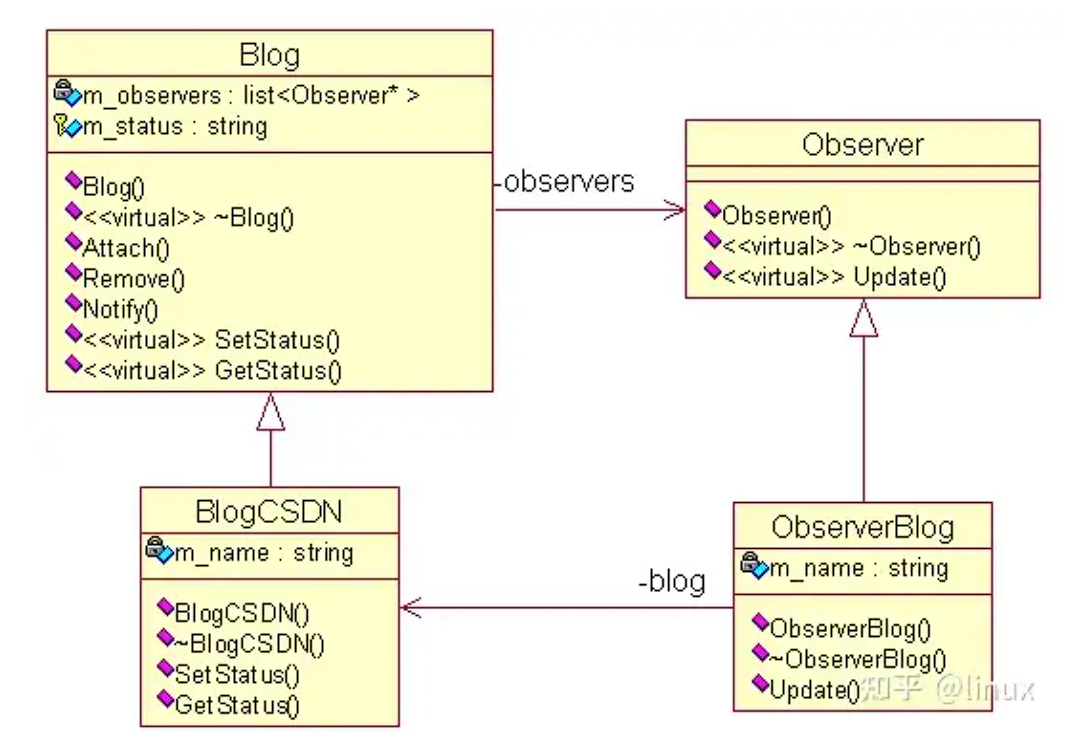 Blog
m_observers : list<Observer* >
m_status : string
Blog()
<<virtual>> ~Blog()
Attach()
Remove()
Notify()
<<virtual>> SetStatus()
<<virtual>> GetStatus()
-observers
Observer
Observer()
<<virtual>> ~Observer()
<<virtual>> Update()
BlogCSDN
m_name : string
BlogCSDN()
~BlogCSDN()
SetStatus()
GetStatus()
-blog
ObserverBlog
m_name : string
ObserverBlog()
~ObserverBlog()
Update()
知乎 @linux